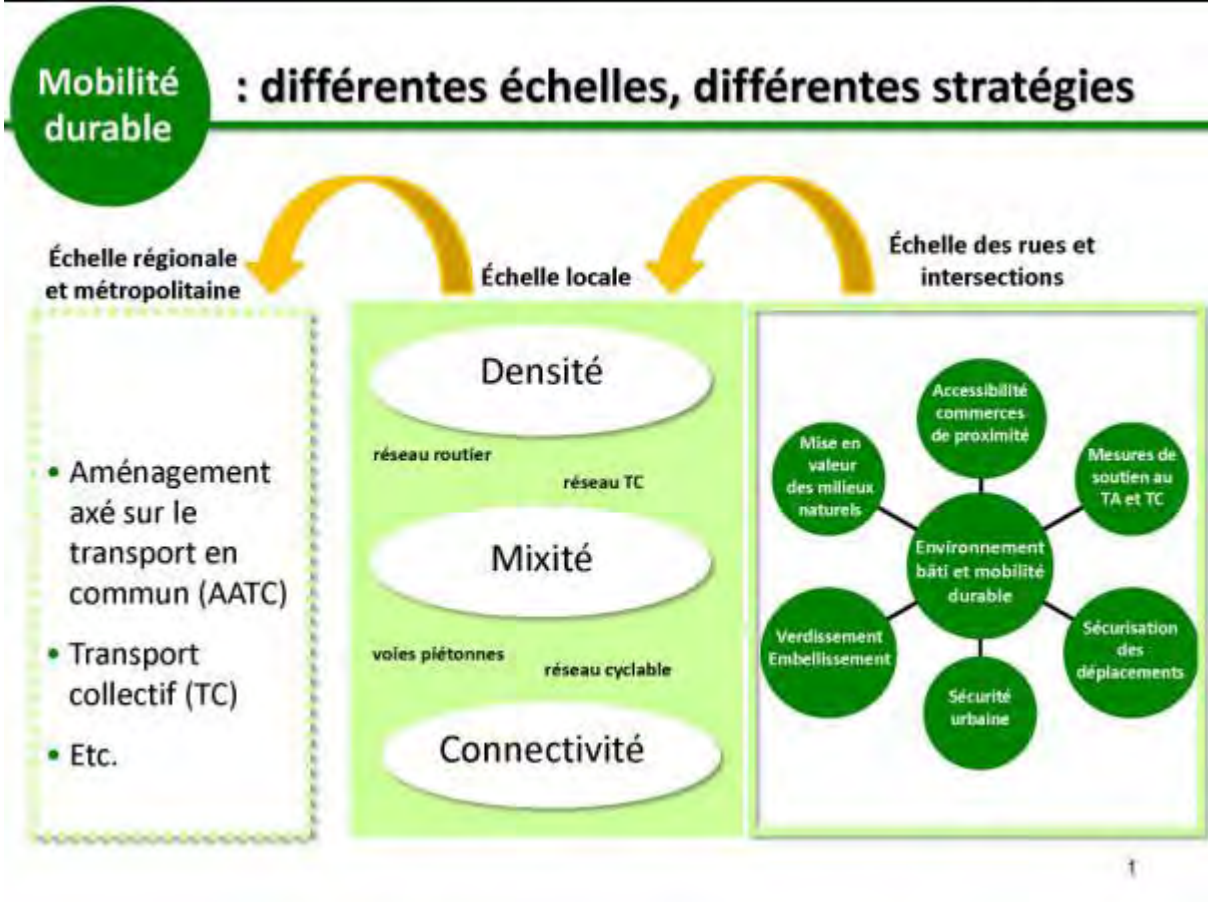 Mobilité
durable
: différentes échelles, différentes stratégies
Échelle régionale
et métropolitaine
• Aménagement
axé sur le
transport en
commun (AATC)
• Transport
collectif (TC)
• Etc.
Échelle locale
Densité
réseau routier
réseau TC
Mixité
voies piétonnes
réseau cyclable
Connectivité
Échelle des rues et
intersections
Accessibilité
commerces
de proximité
Mise en
valeur
des milieux
naturels
Mesures de
soutien au
TA et TC
Environnement
bâti et mobilité
durable
Verdissement
Embellissement
Sécurisation
des
déplacements
Sécurité
urbaine
1